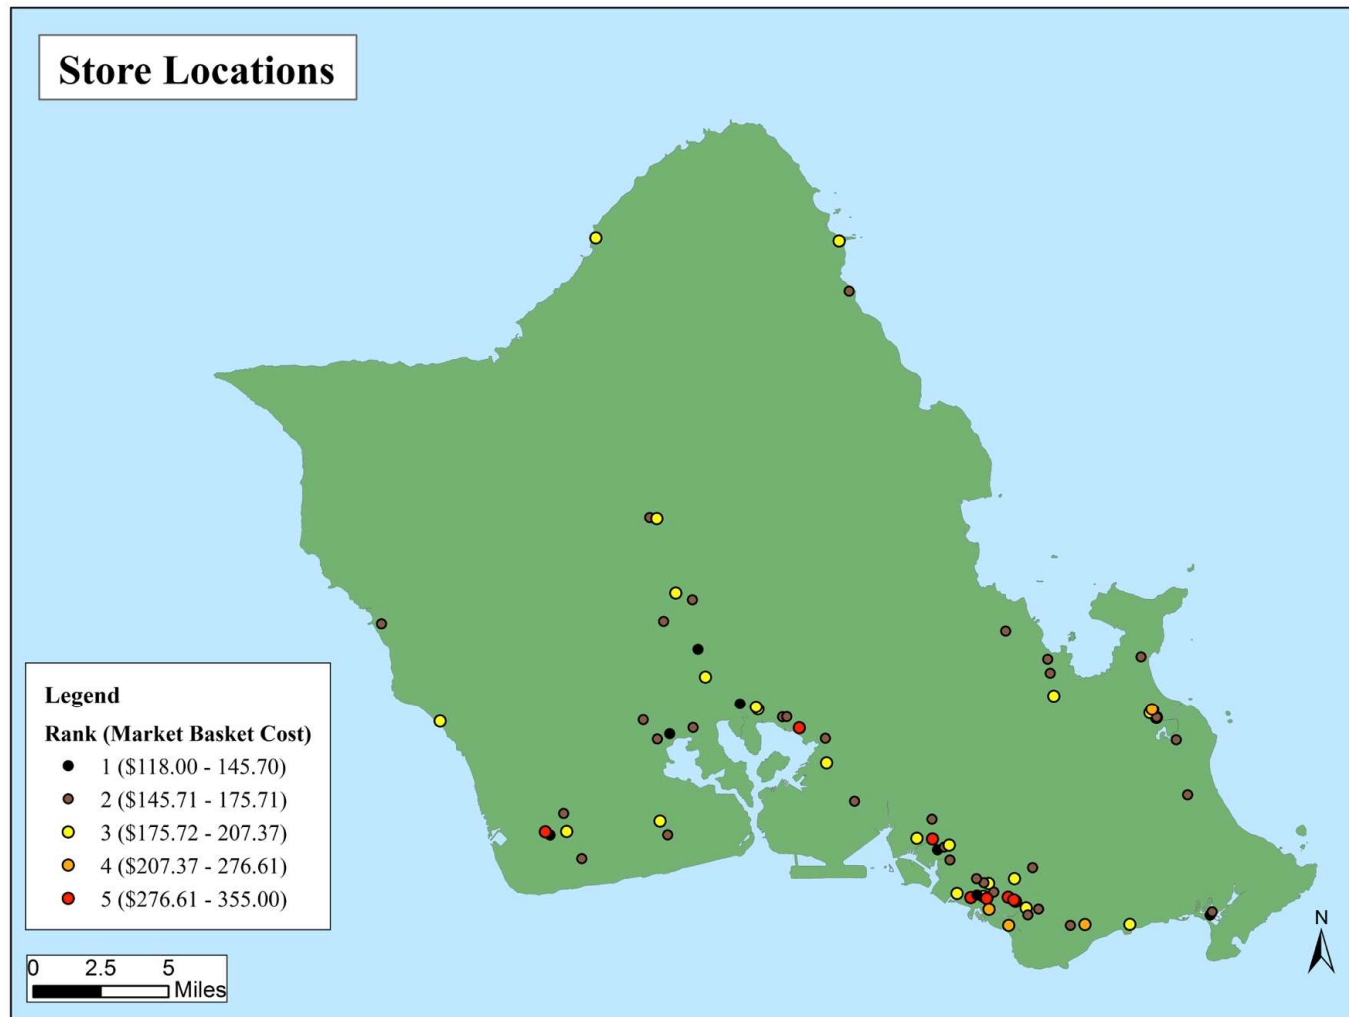 Store Locations
Legend
Rank (Market Basket Cost)
1 ($118.00 - 145.70)
2 ($145.71 - 175.71)
3 ($175.72 - 207.37)
4 ($207.37 - 276.61)
5 ($276.61 - 355.00)
0 2.5 5
Miles
N